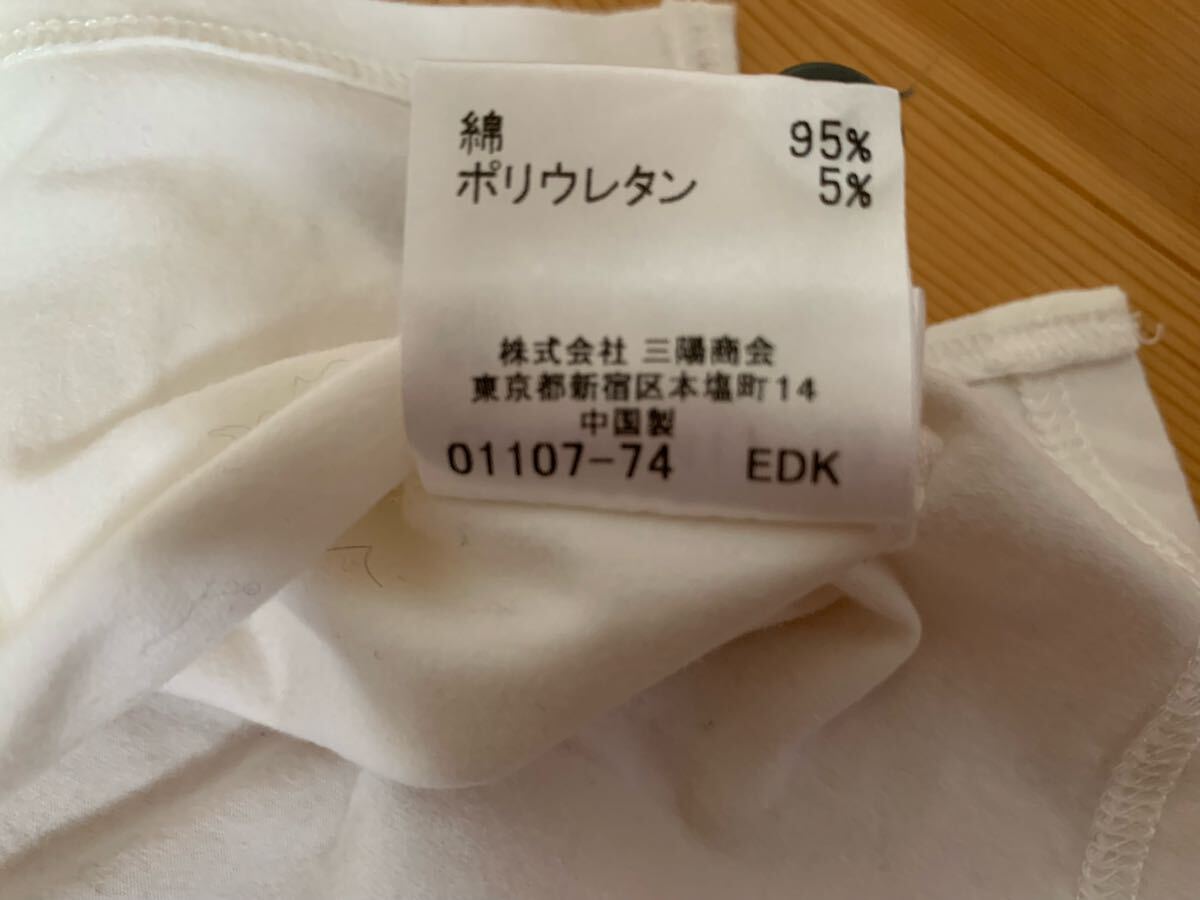 綿 95%
ポリウレタン 5%
株式会社 三陽商会
東京都新宿区本塩町14
中国製
01107-74 EDK